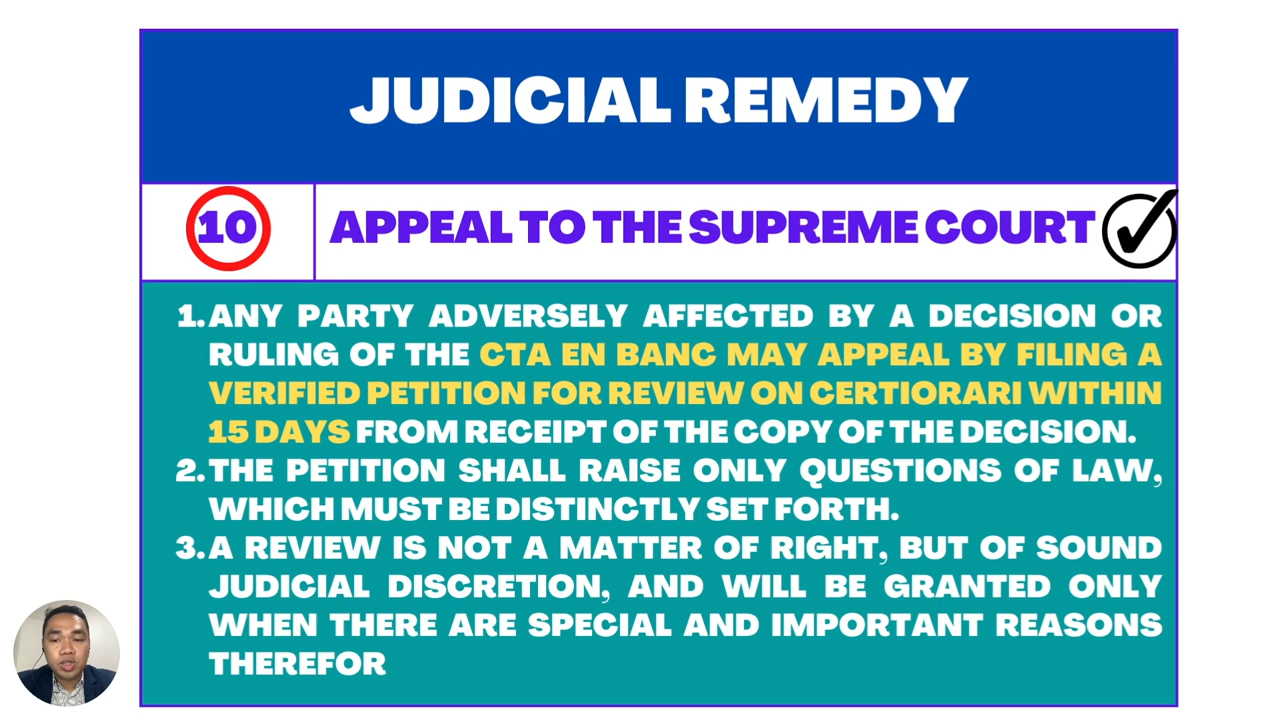 JUDICIAL REMEDY
10
APPEAL TO THE SUPREME COURT
1. ANY PARTY ADVERSELY AFFECTED BY A DECISION OR
RULING OF THE CTA EN BANC MAY APPEAL BY FILING A
VERIFIED PETITION FOR REVIEW ON CERTIORARI WITHIN
15 DAYS FROM RECEIPT OF THE COPY OF THE DECISION.
2. THE PETITION SHALL RAISE ONLY QUESTIONS OF LAW,
WHICH MUST BE DISTINCTLY SET FORTH.
3. A REVIEW IS NOT A MATTER OF RIGHT, BUT OF SOUND
JUDICIAL DISCRETION, AND WILL BE GRANTED ONLY
WHEN THERE ARE SPECIAL AND IMPORTANT REASONS
THEREFOR